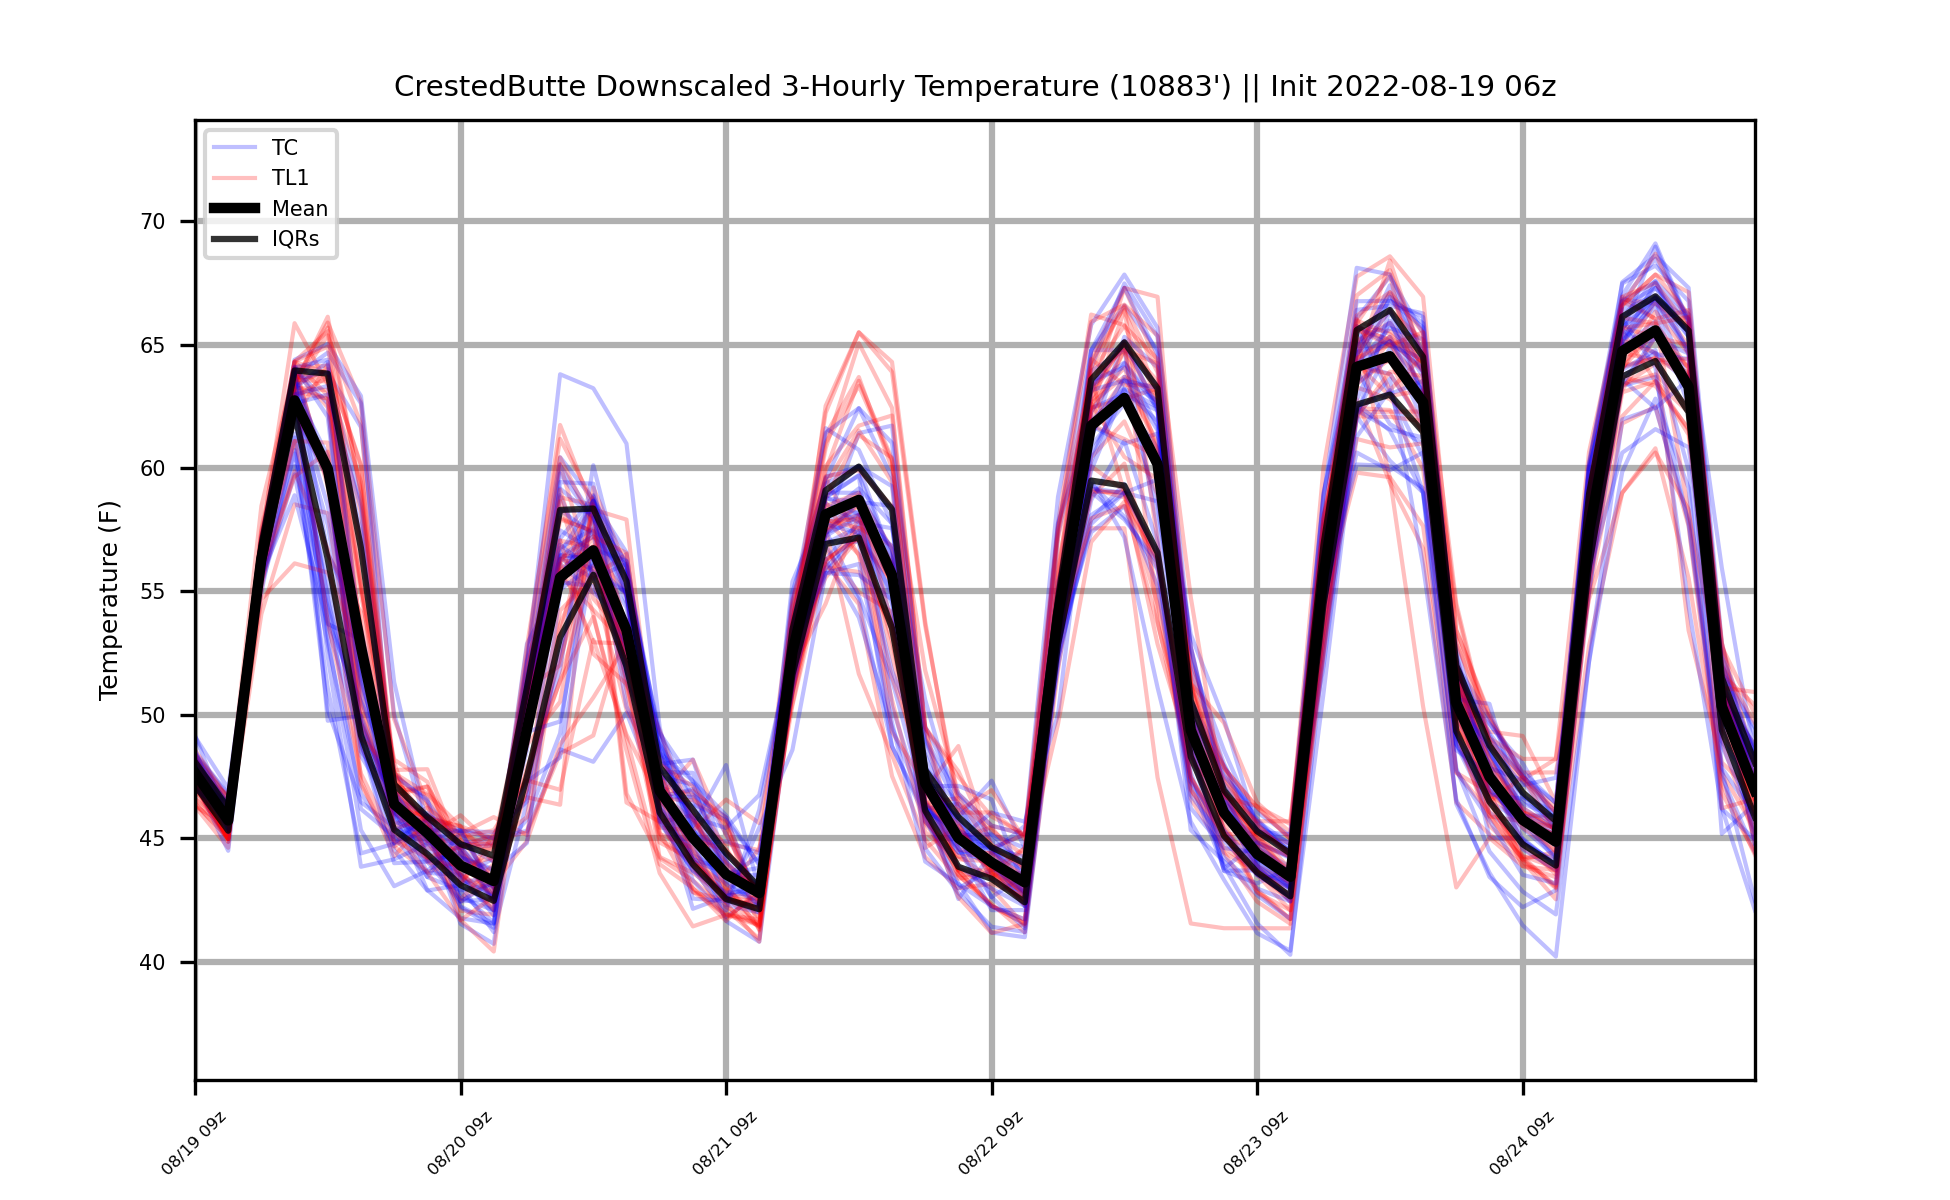 CrestedButte Downscaled 3-Hourly Temperature (10883') || Init 2022-08-19 06z
TC
TL1
Mean
IQRs
Temperature (F)
70
65
60
55
50
45
40
08/19 09z
08/20 09z
08/21 09z
08/22 09z
08/23 09z
08/24 09z